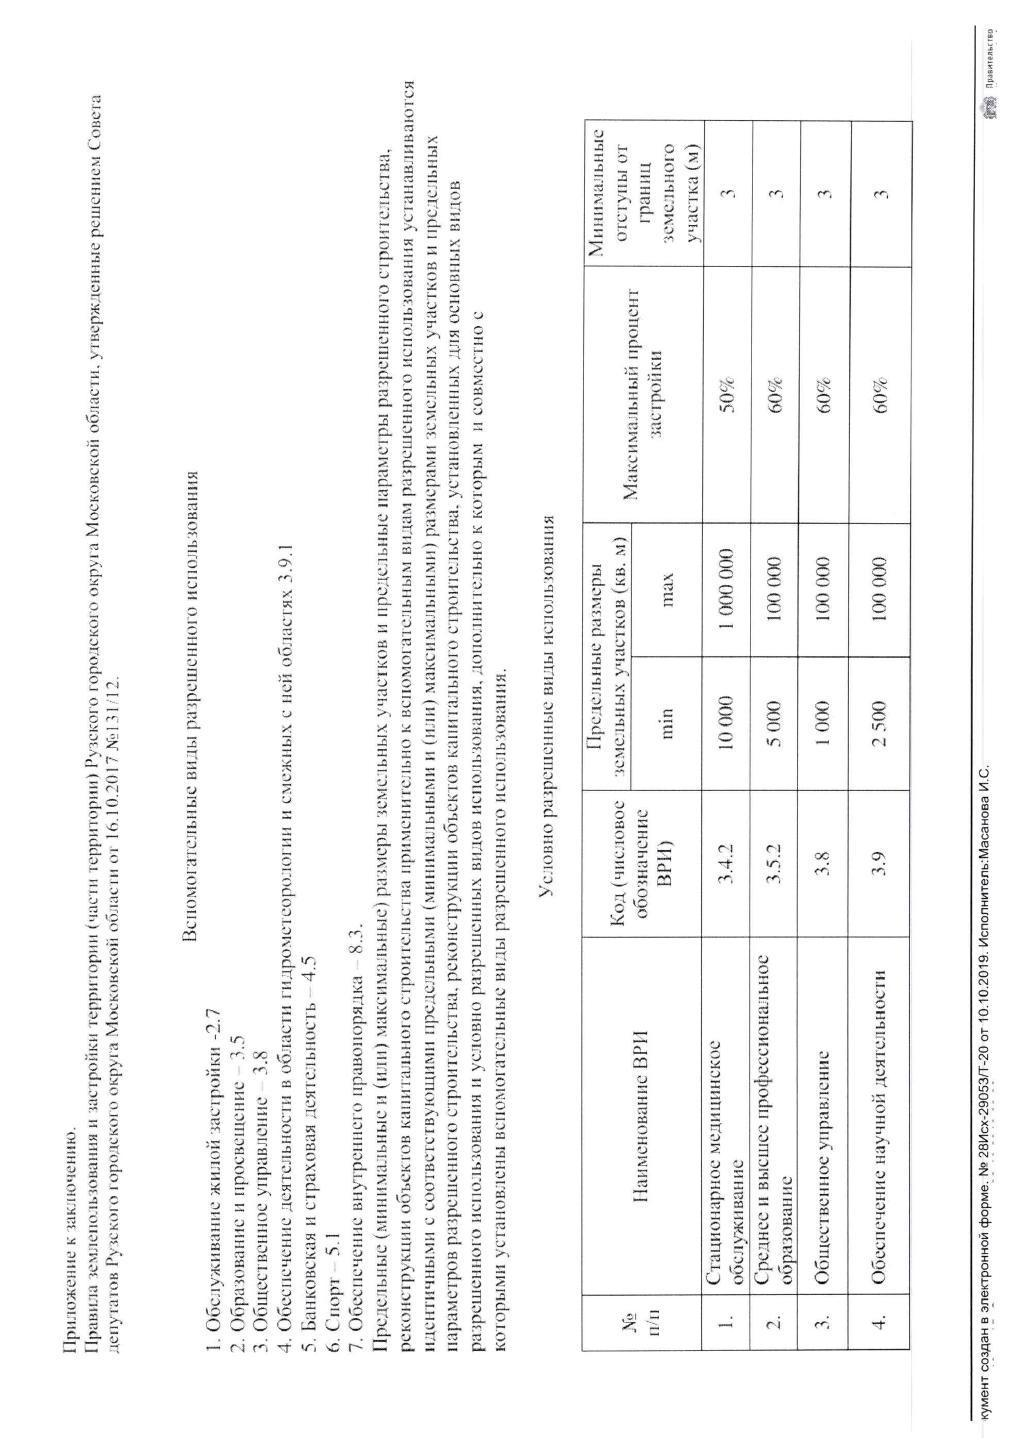 Приложение к заключению.
Правила землепользования и застройки территории (части территории) Рузского городского округа Московской области, утвержденные решением Совета
депутатов Рузского городского округа Московской области от 16.10.2017 №131/12.
Вспомогательные виды разрешенного использования
1. Обслуживание жилой застройки -2.7
2. Образование и просвещение – 3.5
3. Общественное управление – 3.8
4. Обеспечение деятельности в области гидрометеорологии и смежных с ней областях 3.9.1
5. Банковская и страховая деятельность – 4.5
6. Спорт – 5.1
7. Обеспечение внутреннего правопорядка – 8.3.
Предельные (минимальные и (или) максимальные) размеры земельных участков и предельные параметры разрешенного строительства,
реконструкции объектов капитального строительства применительно к вспомогательным видам разрешенного использования устанавливаются
идентичными с соответствующими предельными (минимальными и (или) максимальными) размерами земельных участков и предельных
параметров разрешенного строительства, реконструкции объектов капитального строительства, установленных для основных видов
разрешенного использования и условно разрешенных видов использования, дополнительно к которым и совместно с
которыми установлены вспомогательные виды разрешенного использования.
Условно разрешенные виды использования
№ п/п
Наименование ВРИ
Код (числовое
обозначение
ВРИ)
Предельные размеры
земельных участков (кв. м)
min max
Максимальный процент
застройки
Минимальные
отступы от
границ
земельного
участка (м)
1. Стационарное медицинское
обслуживание 3.4.2 10 000 1 000 000 50% 3
2. Среднее и высшее профессиональное
образование 3.5.2 5 000 100 000 60% 3
3. Общественное управление 3.8 1 000 100 000 60% 3
4. Обеспечение научной деятельности 3.9 2 500 100 000 60% 3
кумент создан в электронной форме. № 28Исх-29053/Т-20 от 10.10.2019. Исполнитель:Масанова И.С.
Правительство